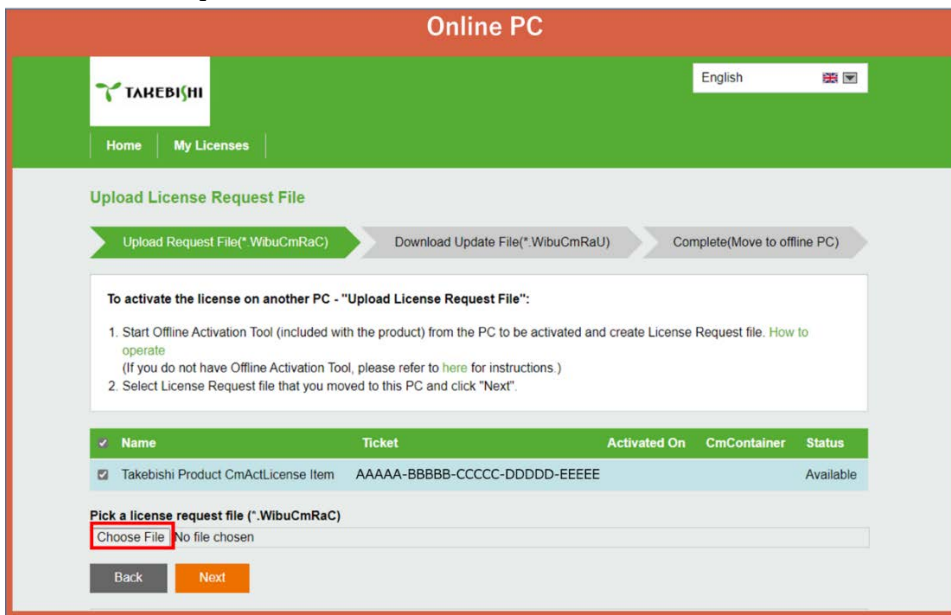 Online PC
TAKEBISHI
English
Home
My Licenses
Upload License Request File
Upload Request File(*.WibuCmRaC)
Download Update File(*.WibuCmRaU)
Complete(Move to offline PC)
To activate the license on another PC - "Upload License Request File":
1. Start Offline Activation Tool (included with the product) from the PC to be activated and create License Request file. How to
operate
(If you do not have Offline Activation Tool, please refer to here for instructions.)
2. Select License Request file that you moved to this PC and click "Next".
Name Ticket Activated On CmContainer Status
Takebishi Product CmActLicense Item AAAAA-BBBBB-CCCCC-DDDDD-EEEEE Available
Pick a license request file (*.WibuCmRaC)
Choose File No file chosen
Back
Next